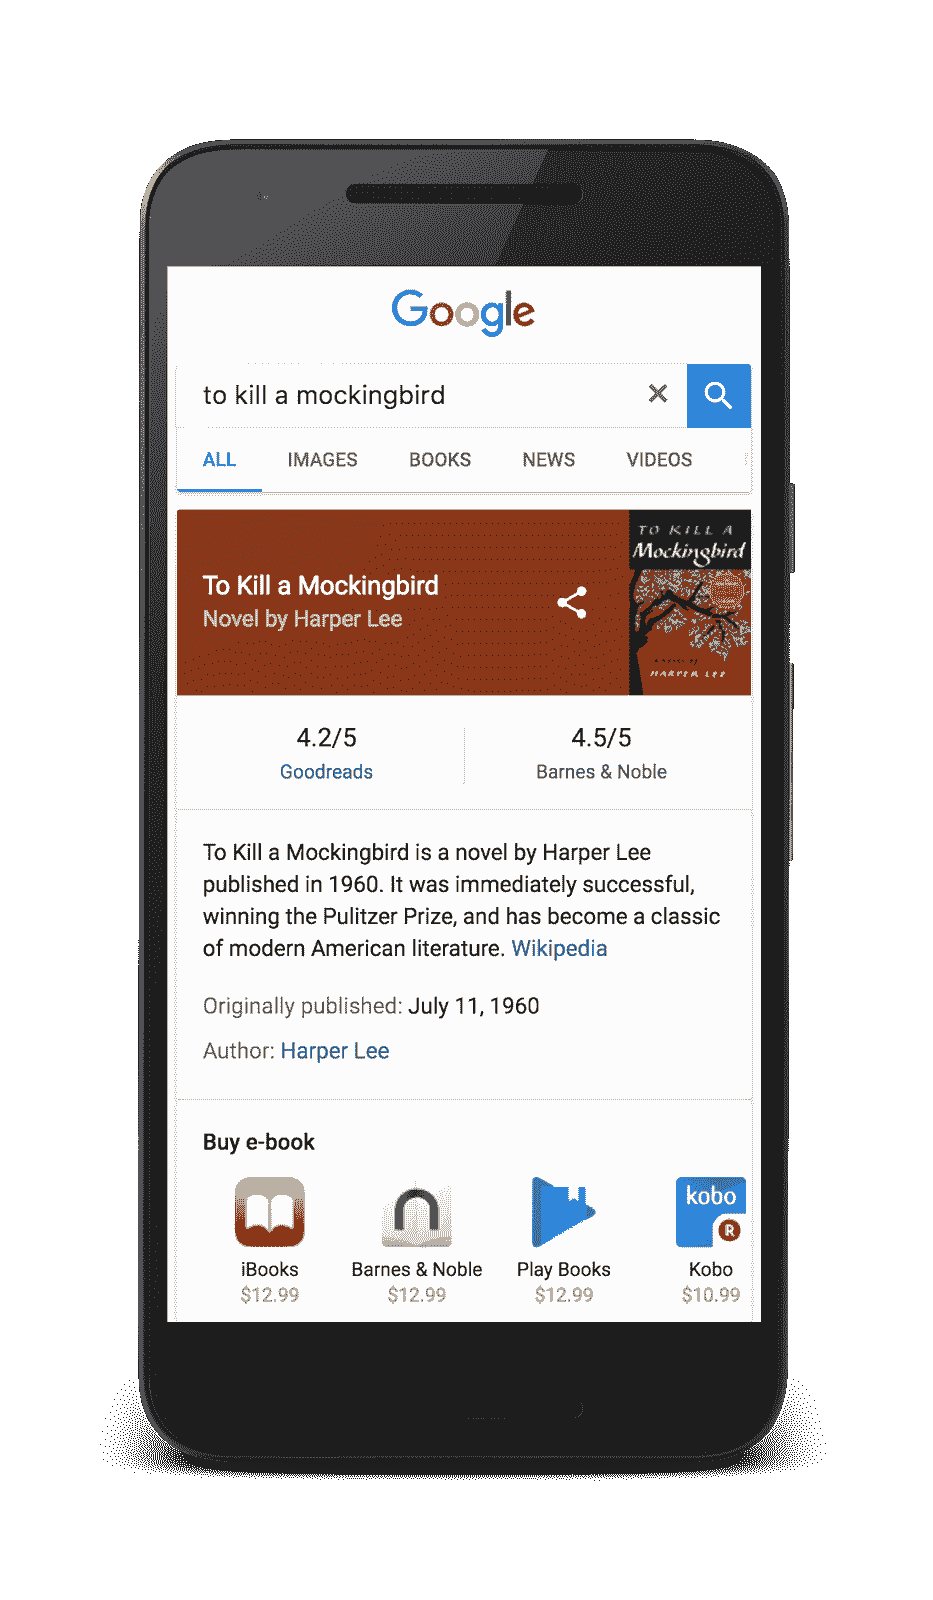 Google
to kill a mockingbird
ALL IMAGES BOOKS NEWS VIDEOS
To Kill a Mockingbird
Novel by Harper Lee
TO KILL A
Mockingbird
A NOVEL BY
HARPER LEE
4.2/5
Goodreads
4.5/5
Barnes & Noble
To Kill a Mockingbird is a novel by Harper Lee
published in 1960. It was immediately successful,
winning the Pulitzer Prize, and has become a classic
of modern American literature. Wikipedia
Originally published: July 11, 1960
Author: Harper Lee
Buy e-book
kobo
R
iBooks
$12.99
Barnes & Noble
$12.99
Play Books
$12.99
Kobo
$10.99